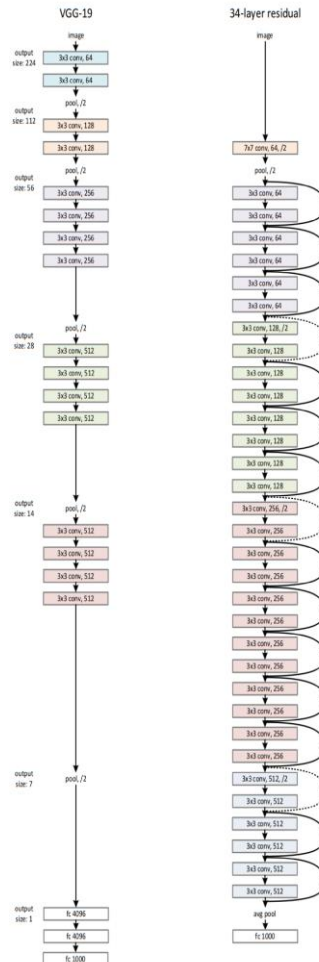 VGG-19
image
output
size: 224
3x3 conv, 64
3x3 conv, 64
pool, /2
output
size: 112
3x3 conv, 128
3x3 conv, 128
pool, /2
output
size: 56
3x3 conv, 256
3x3 conv, 256
3x3 conv, 256
3x3 conv, 256
pool, /2
output
size: 28
3x3 conv, 512
3x3 conv, 512
3x3 conv, 512
3x3 conv, 512
pool, /2
output
size: 14
3x3 conv, 512
3x3 conv, 512
3x3 conv, 512
3x3 conv, 512
output
size: 7
pool, /2
output
size: 1
fc 4096
fc 4096
fc 1000
34-layer residual
image
7x7 conv, 64, /2
pool, /2
3x3 conv, 64
3x3 conv, 64
3x3 conv, 64
3x3 conv, 64
3x3 conv, 64
3x3 conv, 64
3x3 conv, 128, /2
3x3 conv, 128
3x3 conv, 128
3x3 conv, 128
3x3 conv, 128
3x3 conv, 128
3x3 conv, 128
3x3 conv, 128
3x3 conv, 256, /2
3x3 conv, 256
3x3 conv, 256
3x3 conv, 256
3x3 conv, 256
3x3 conv, 256
3x3 conv, 256
3x3 conv, 256
3x3 conv, 256
3x3 conv, 256
3x3 conv, 256
3x3 conv, 256
3x3 conv, 512, /2
3x3 conv, 512
3x3 conv, 512
3x3 conv, 512
3x3 conv, 512
3x3 conv, 512
avg pool
fc 1000